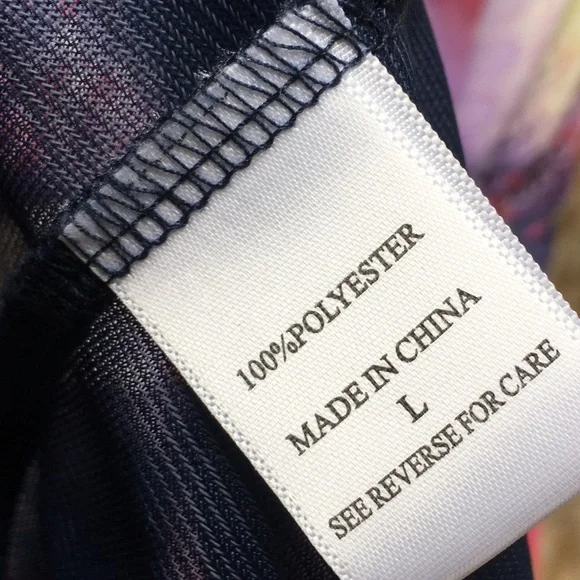 100%POLYESTER
MADE IN CHINA
L
SEE REVERSE FOR CARE